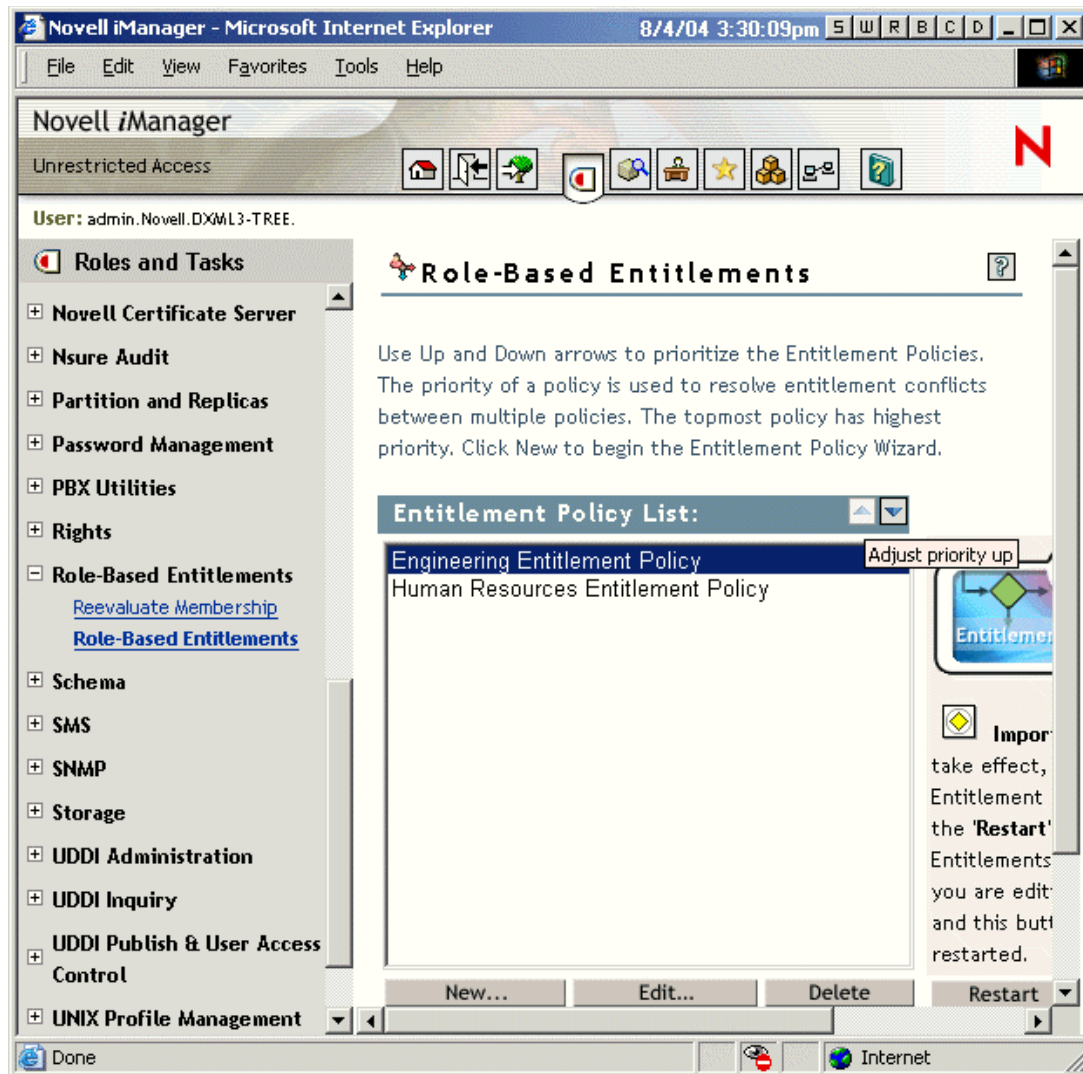 Novell iManager - Microsoft Internet Explorer 8/4/04 3:30:09pm S W R B C D
File Edit View Favorites Tools Help
Novell iManager
Unrestricted Access
N
User: admin.Novell.DXML3-TREE.
Roles and Tasks
Novell Certificate Server
Nsure Audit
Partition and Replicas
Password Management
PBX Utilities
Rights
Role-Based Entitlements
Reevaluate Membership
Role-Based Entitlements
Schema
SMS
SNMP
Storage
UDDI Administration
UDDI Inquiry
UDDI Publish & User Access
Control
UNIX Profile Management
Role-Based Entitlements
?
Use Up and Down arrows to prioritize the Entitlement Policies.
The priority of a policy is used to resolve entitlement conflicts
between multiple policies. The topmost policy has highest
priority. Click New to begin the Entitlement Policy Wizard.
Entitlement Policy List:
Adjust priority up
Engineering Entitlement Policy
Human Resources Entitlement Policy
Entitlemer
Impor
take effect,
Entitlement
the 'Restart'
Entitlements
you are edit
and this butt
restarted.
New... Edit... Delete Restart
Done Internet